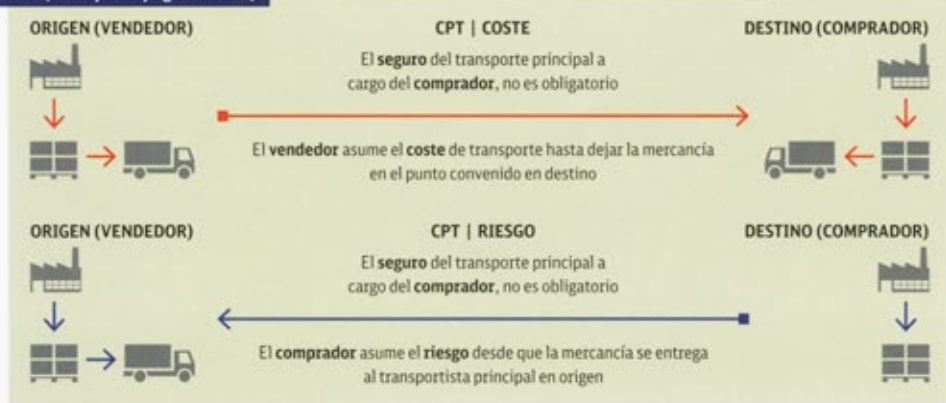 ORIGEN (VENDEDOR)
CPT | COSTE
DESTINO (COMPRADOR)
El seguro del transporte principal a
cargo del comprador, no es obligatorio
El vendedor asume el coste de transporte hasta dejar la mercancía
en el punto convenido en destino
ORIGEN (VENDEDOR)
CPT | RIESGO
DESTINO (COMPRADOR)
El seguro del transporte principal a
cargo del comprador, no es obligatorio
El comprador asume el riesgo desde que la mercancía se entrega
al transportista principal en origen